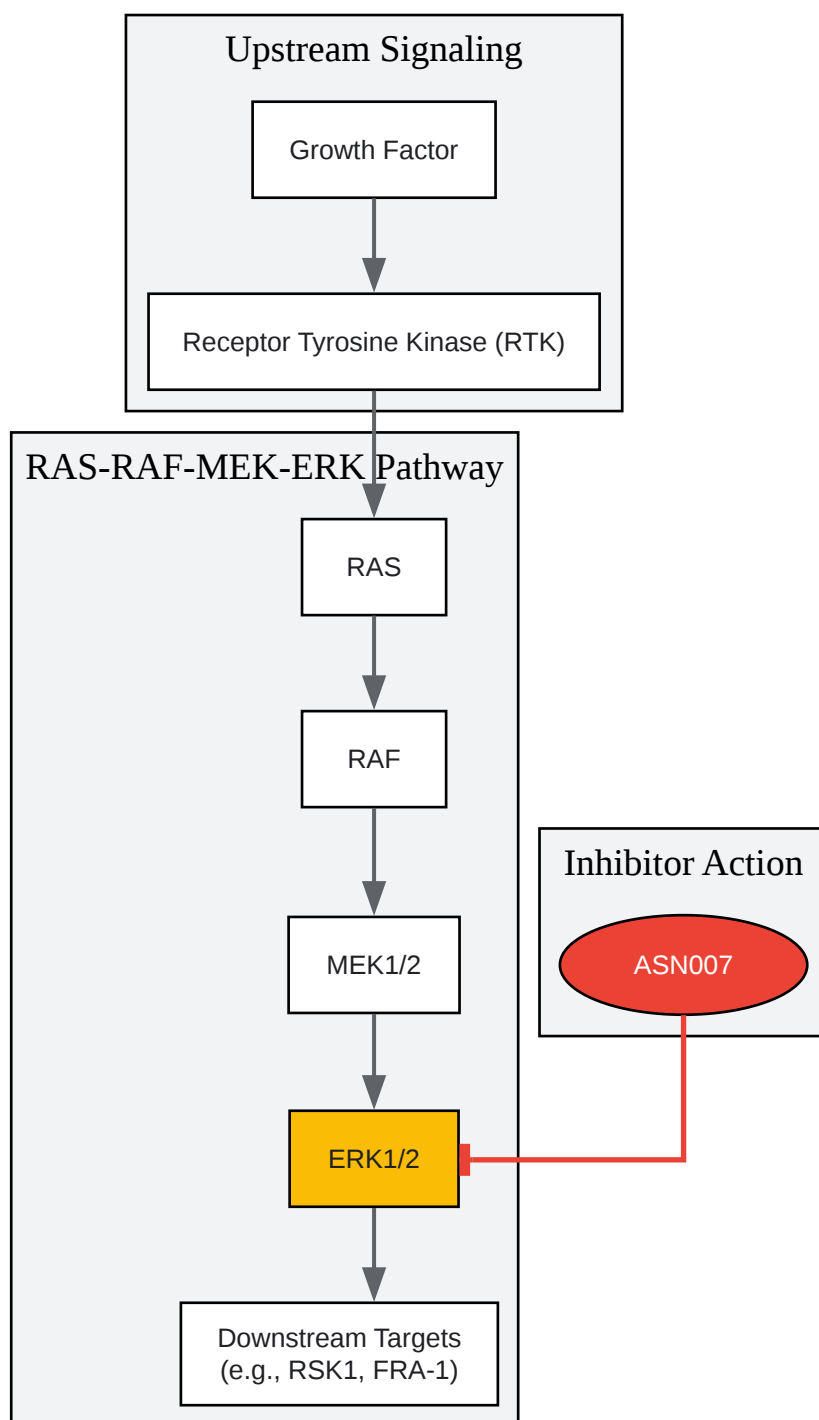 Upstream Signaling
Growth Factor
Receptor Tyrosine Kinase (RTK)
RAS-RAF-MEK-ERK Pathway
RAS
RAF
MEK1/2
Inhibitor Action
ASN007
ERK1/2
Downstream Targets
(e.g., RSK1, FRA-1)